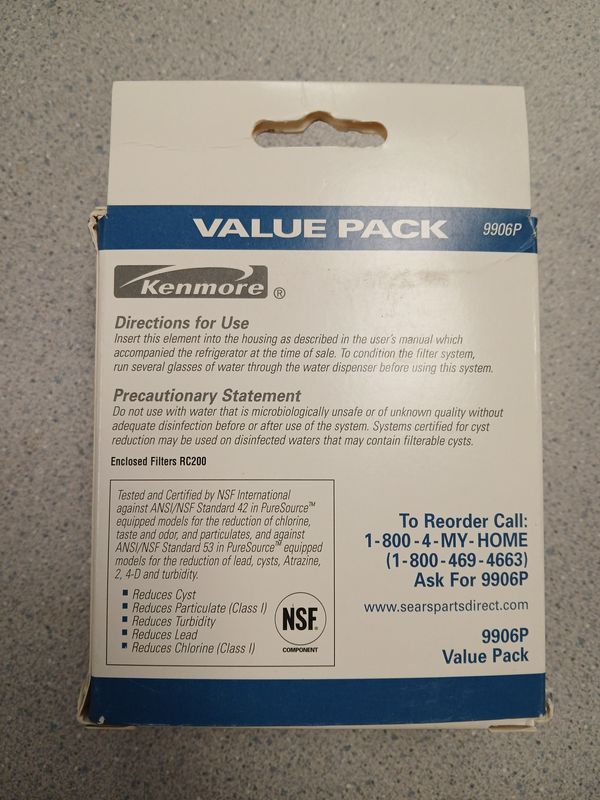 VALUE PACK 9906P
Kenmore ®
Directions for Use
Insert this element into the housing as described in the user's manual which
accompanied the refrigerator at the time of sale. To condition the filter system,
run several glasses of water through the water dispenser before using this system.
Precautionary Statement
Do not use with water that is microbiologically unsafe or of unknown quality without
adequate disinfection before or after use of the system. Systems certified for cyst
reduction may be used on disinfected waters that may contain filterable cysts.
Enclosed Filters RC200
Tested and Certified by NSF International
against ANSI/NSF Standard 42 in PureSource™
equipped models for the reduction of chlorine,
taste and odor, and particulates, and against
ANSI/NSF Standard 53 in PureSource™ equipped
models for the reduction of lead, cysts, Atrazine,
2, 4-D and turbidity.
▪ Reduces Cyst
▪ Reduces Particulate (Class I)
▪ Reduces Turbidity
▪ Reduces Lead
▪ Reduces Chlorine (Class I)
NSF®
COMPONENT
To Reorder Call:
1-800-4-MY-HOME
(1-800-469-4663)
Ask For 9906P
www.searspartsdirect.com
9906P
Value Pack